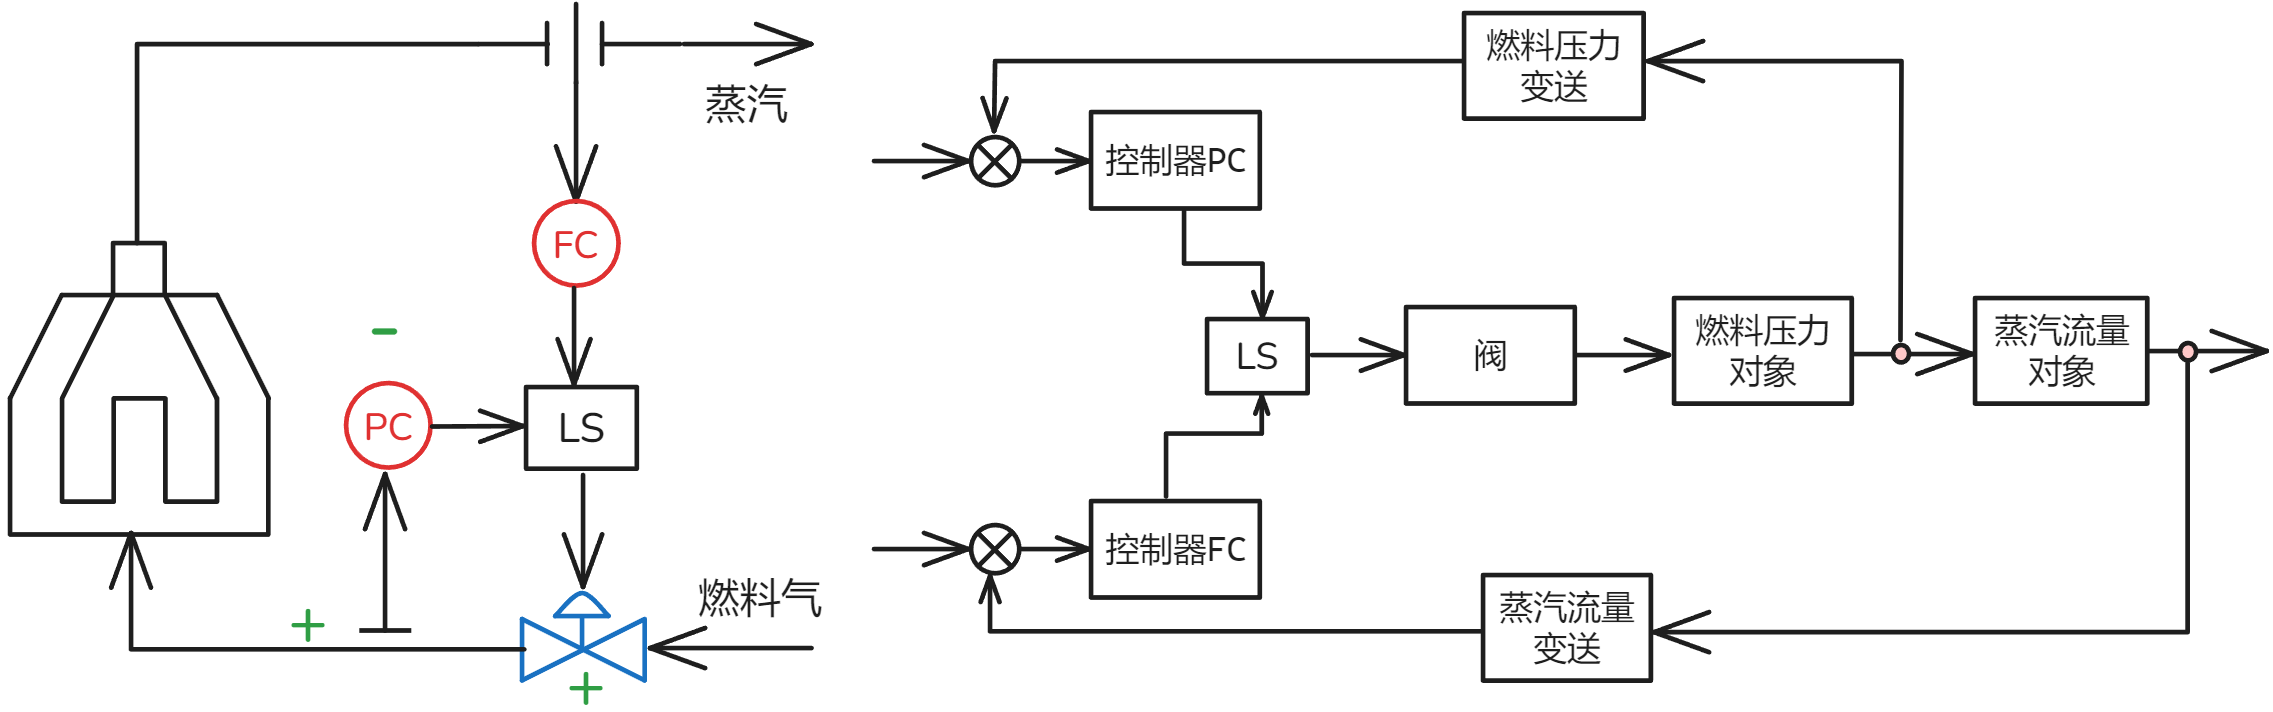 蒸汽
FC
−
PC
LS
+
燃料气
+
燃料压力
变送
控制器PC
LS
阀
燃料压力
对象
蒸汽流量
对象
控制器FC
蒸汽流量
变送